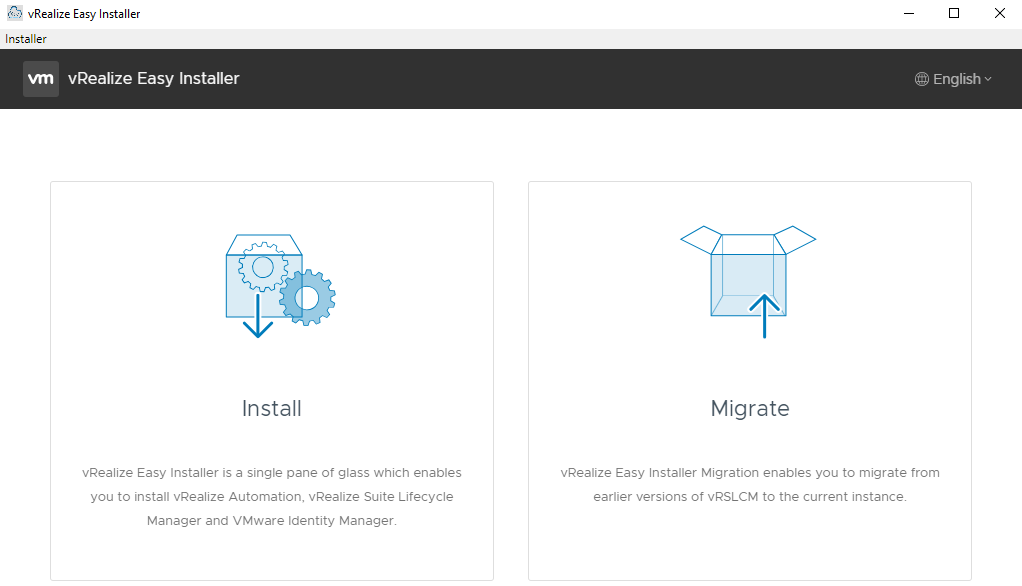 vRealize Easy Installer
Installer
vm vRealize Easy Installer
English
Install
vRealize Easy Installer is a single pane of glass which enables
you to install vRealize Automation, vRealize Suite Lifecycle
Manager and VMware Identity Manager.
Migrate
vRealize Easy Installer Migration enables you to migrate from
earlier versions of vRSLCM to the current instance.